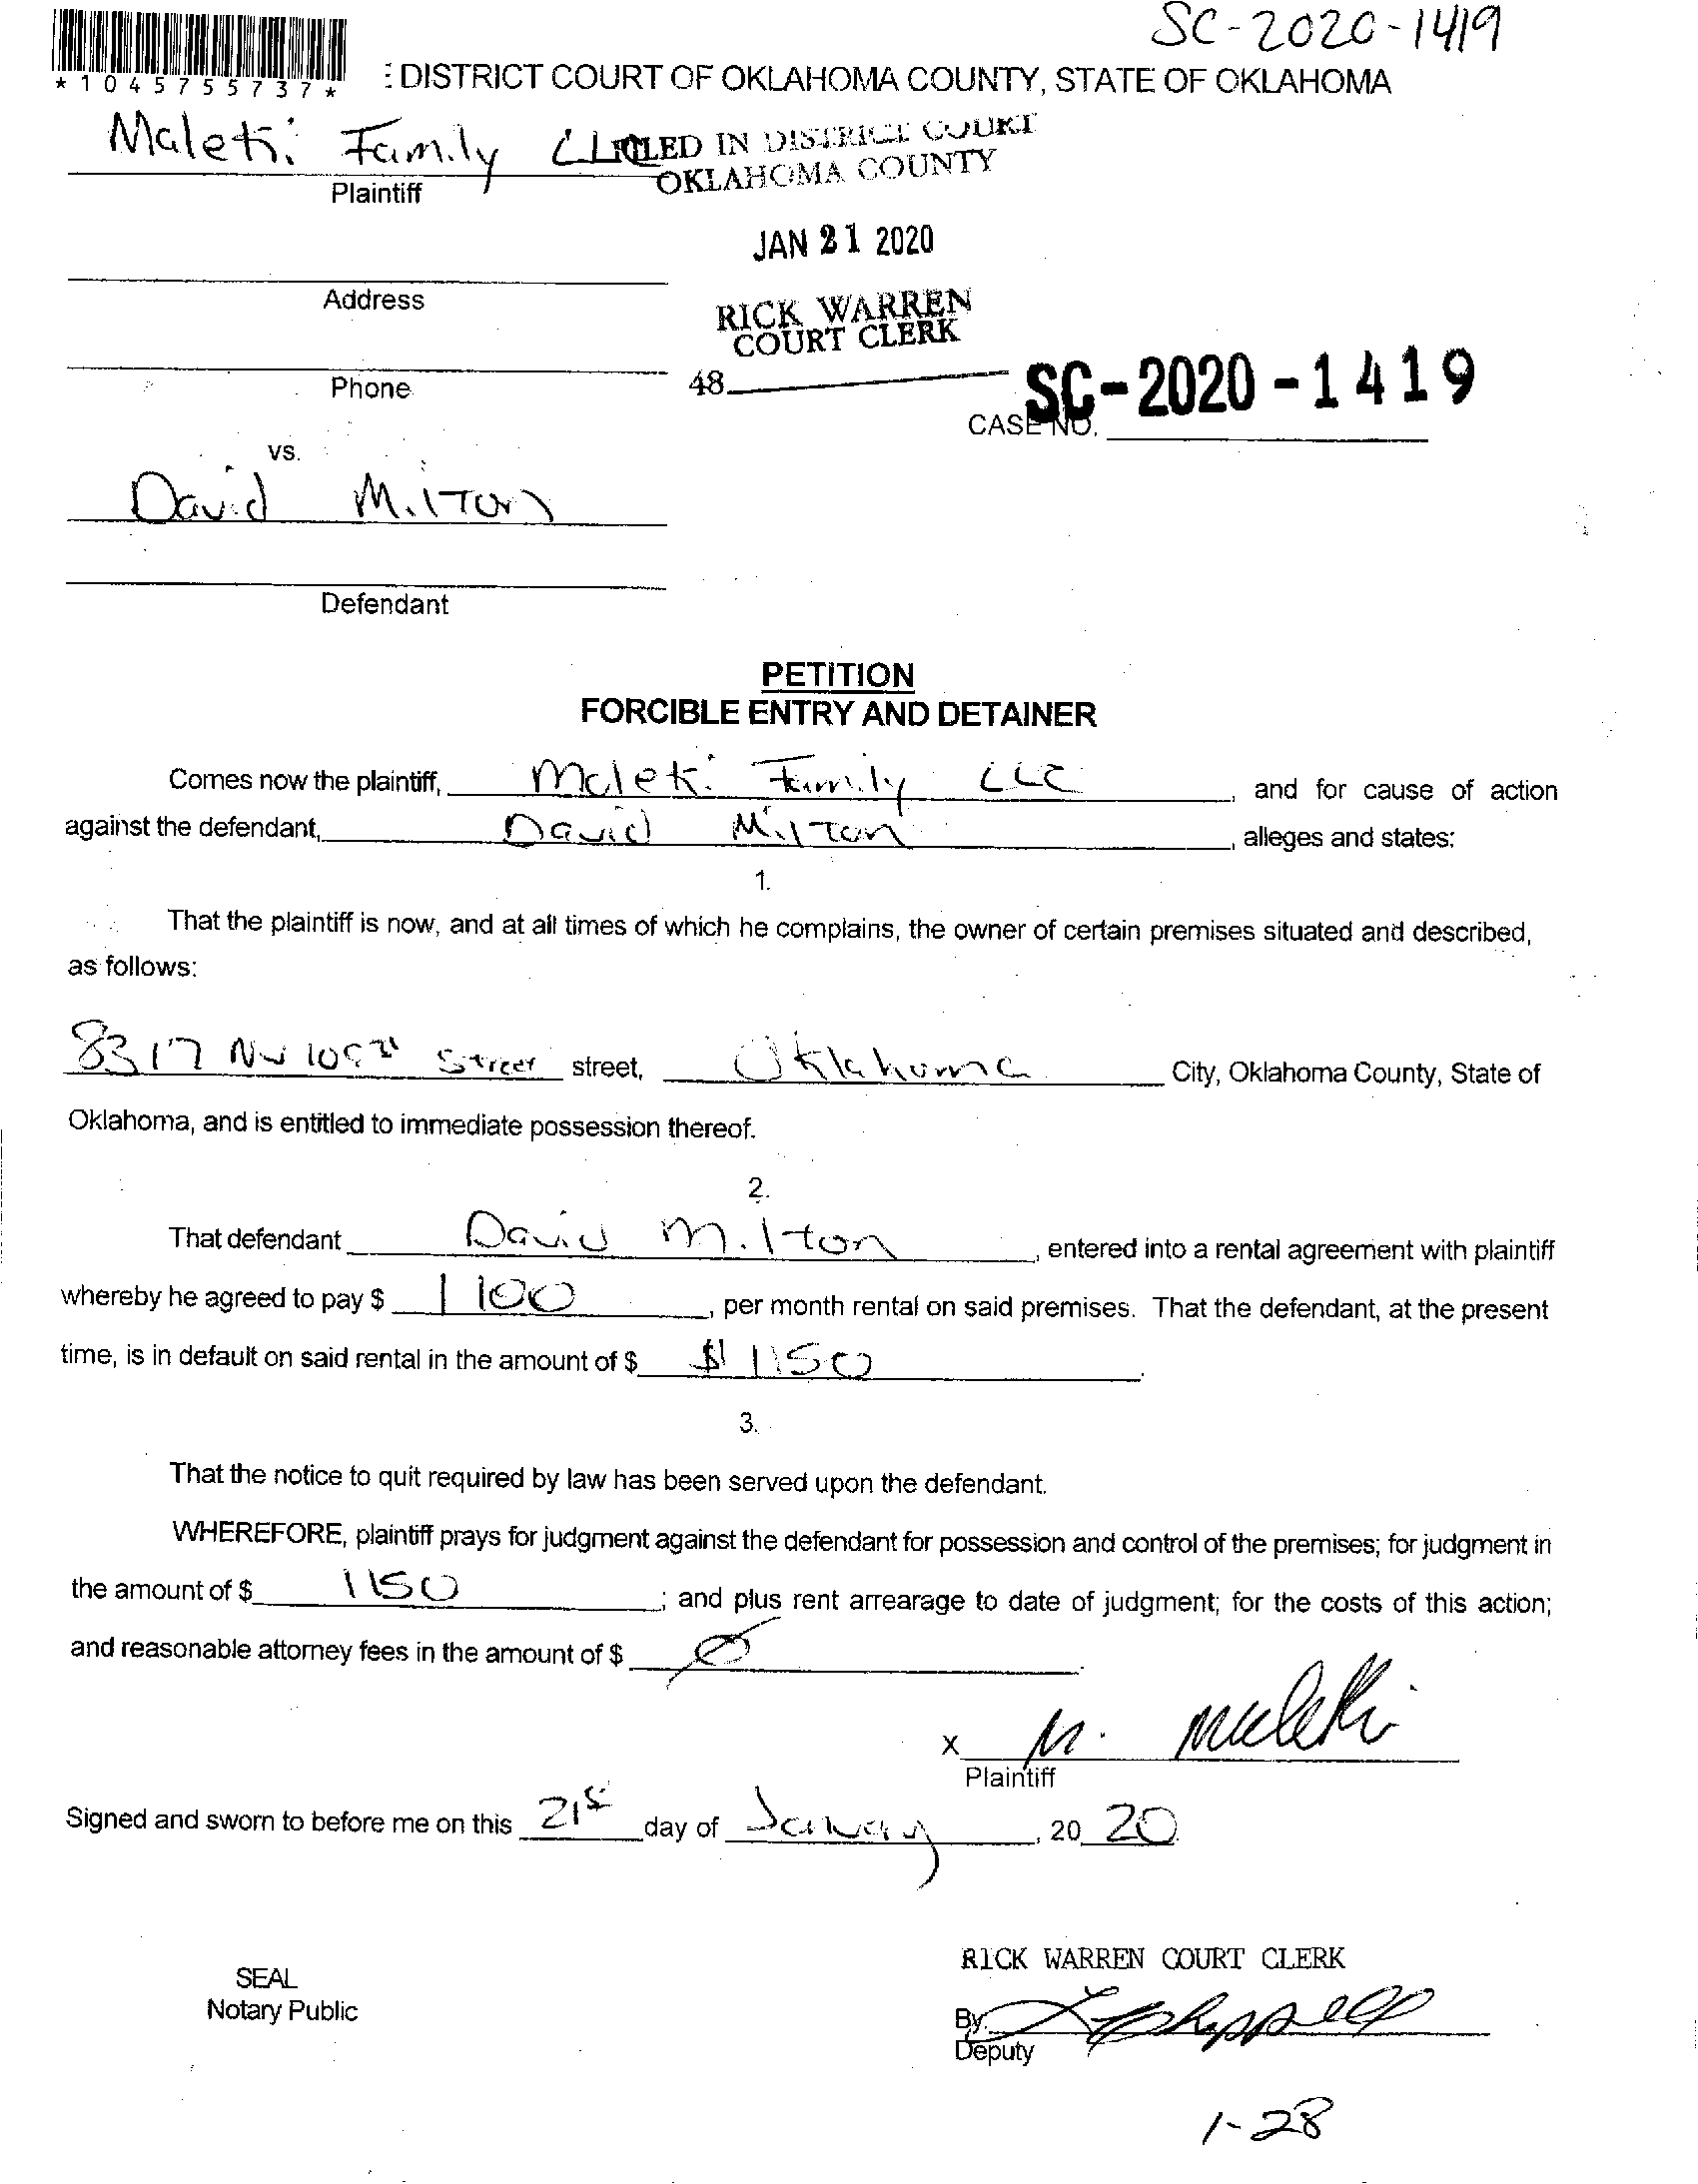 SC-2020-1419
*1045755737*
: DISTRICT COURT OF OKLAHOMA COUNTY, STATE OF OKLAHOMA
Maleki Family LLC
FILED IN DISTRICT COURT
OKLAHOMA COUNTY
Plaintiff
JAN 21 2020
Address
RICK WARREN
COURT CLERK
Phone
48
SC-2020-1419
CASE NO.
vs.
David Milton
Defendant
PETITION
FORCIBLE ENTRY AND DETAINER
Comes now the plaintiff, Maleki Family LLC, and for cause of action
against the defendant, David Milton, alleges and states:
1.
That the plaintiff is now, and at all times of which he complains, the owner of certain premises situated and described,
as follows:
8317 NW 109th Street street, Oklahoma City, Oklahoma County, State of
Oklahoma, and is entitled to immediate possession thereof.
2.
That defendant David Milton, entered into a rental agreement with plaintiff
whereby he agreed to pay $ 1100, per month rental on said premises. That the defendant, at the present
time, is in default on said rental in the amount of $ $1150.
3.
That the notice to quit required by law has been served upon the defendant.
WHEREFORE, plaintiff prays for judgment against the defendant for possession and control of the premises; for judgment in
the amount of $ 1150; and plus rent arrearage to date of judgment; for the costs of this action;
and reasonable attorney fees in the amount of $ Ø.
x M. Maleki
Plaintiff
Signed and sworn to before me on this 21st day of January, 20 20.
RICK WARREN COURT CLERK
SEAL
Notary Public
By
Deputy
1-28